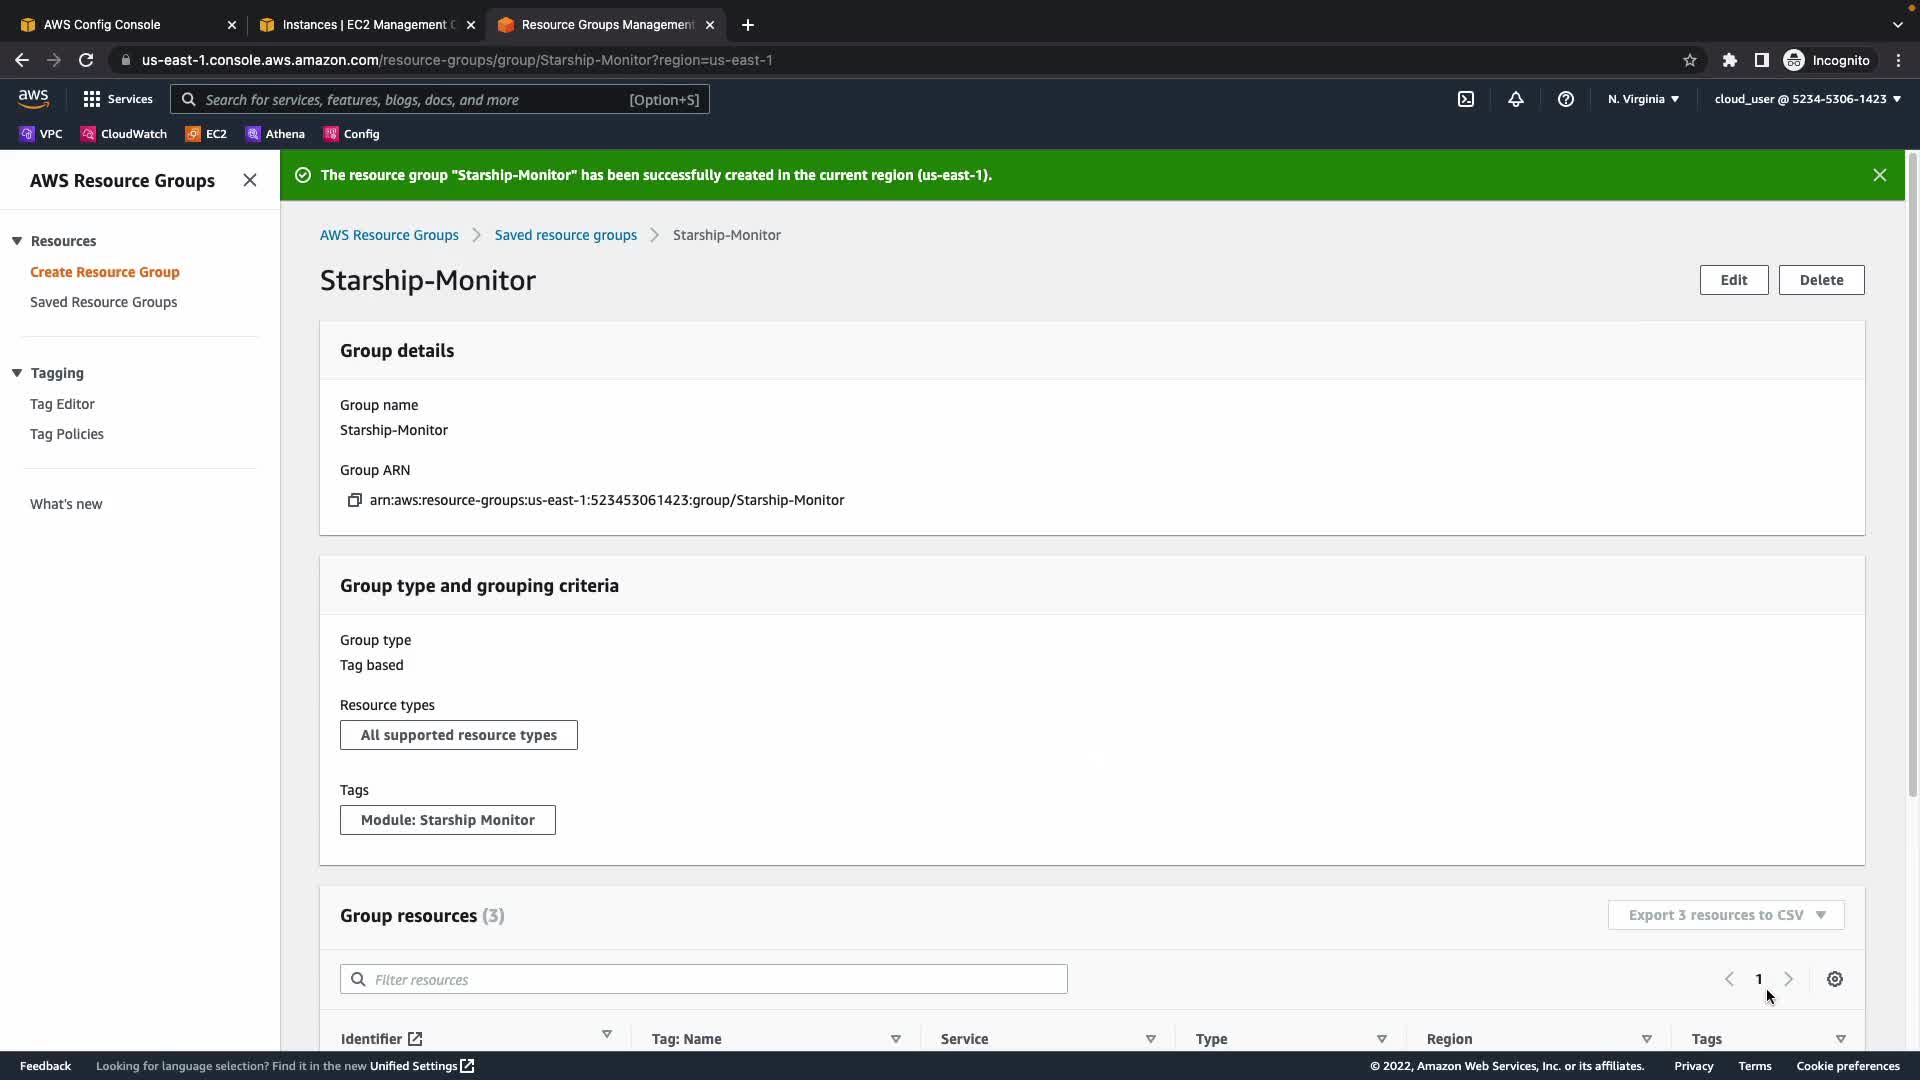 AWS Config Console
Instances | EC2 Management C
Resource Groups Management
us-east-1.console.aws.amazon.com/resource-groups/group/Starship-Monitor?region=us-east-1
Incognito
aws
Services
Search for services, features, blogs, docs, and more
[Option+S]
N. Virginia
cloud_user @ 5234-5306-1423
VPC
CloudWatch
EC2
Athena
Config
AWS Resource Groups
Resources
Create Resource Group
Saved Resource Groups
Tagging
Tag Editor
Tag Policies
What's new
The resource group "Starship-Monitor" has been successfully created in the current region (us-east-1).
AWS Resource Groups
Saved resource groups
Starship-Monitor
Starship-Monitor
Edit
Delete
Group details
Group name
Starship-Monitor
Group ARN
arn:aws:resource-groups:us-east-1:523453061423:group/Starship-Monitor
Group type and grouping criteria
Group type
Tag based
Resource types
All supported resource types
Tags
Module: Starship Monitor
Group resources (3)
Export 3 resources to CSV
Filter resources
1
Identifier
Tag: Name
Service
Type
Region
Tags
Feedback
Looking for language selection? Find it in the new Unified Settings
© 2022, Amazon Web Services, Inc. or its affiliates.
Privacy
Terms
Cookie preferences